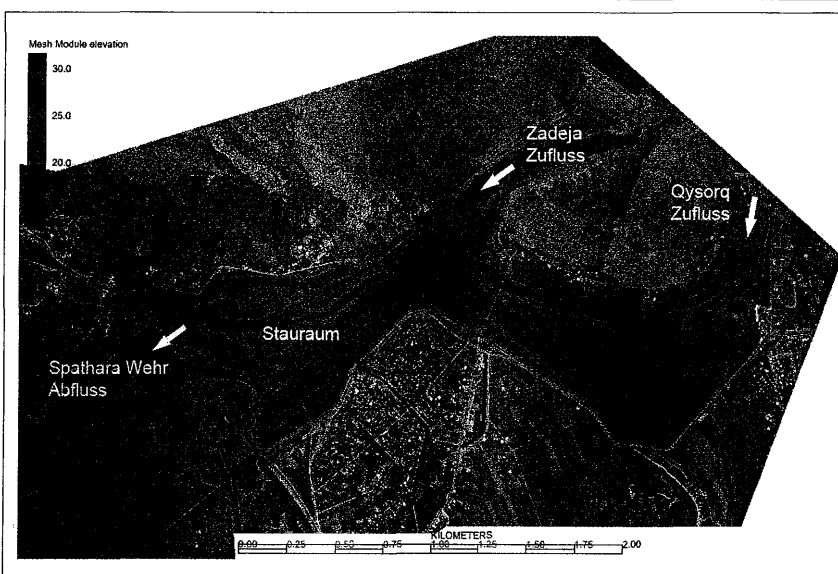 Mesh Module elevation
30.0
25.0
20.0
Zadeja
Zufluss
Qysorq
Zufluss
Stauraum
Spathara Wehr
Abfluss
KILOMETERS
0.00 0.25 0.50 0.75 1.00 1.25 1.50 1.75 2.00